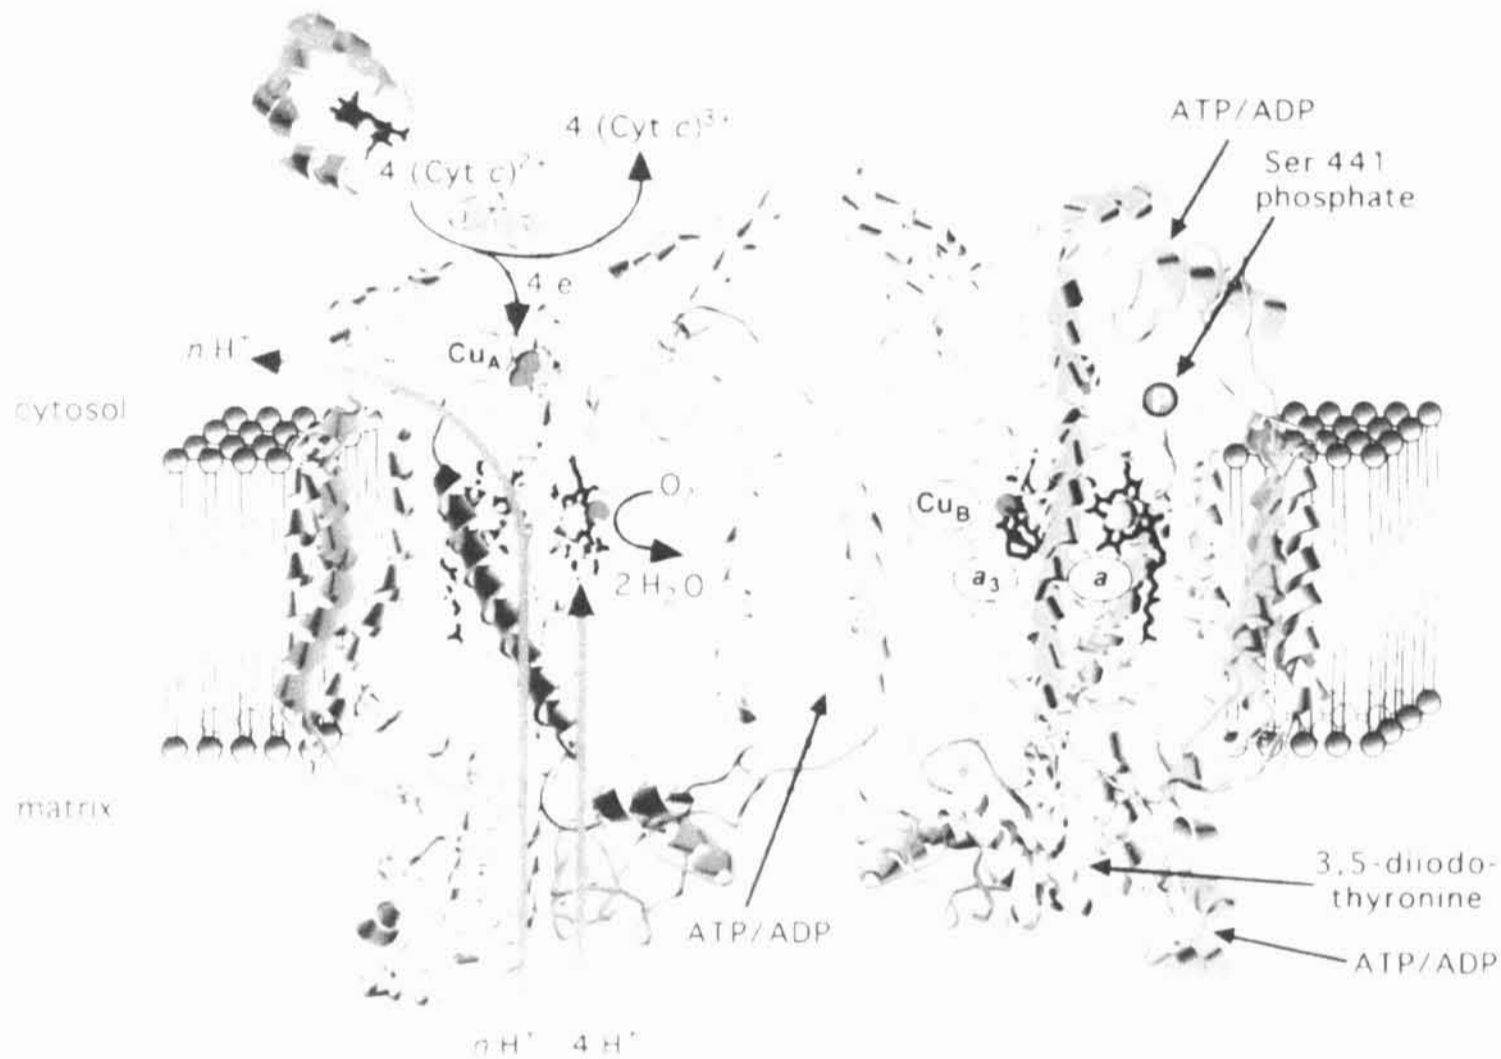 ATP/ADP
4 (Cyt c)³⁺
Ser 441
phosphate
4 (Cyt c)²⁺
4 e
n H⁺
Cu_A
cytosol
O₂
Cu_B
a₃
a
2 H₂O
matrix
3,5-diiodo-
thyronine
ATP/ADP
ATP/ADP
n H⁺ 4 H⁺